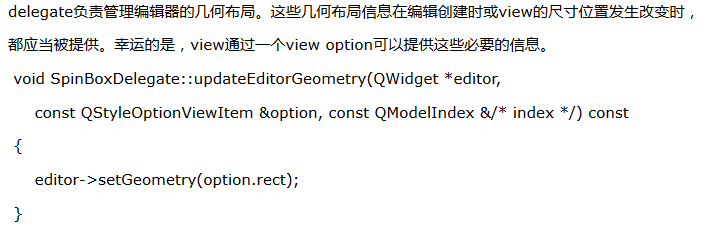 delegate负责管理编辑器的几何布局。这些几何布局信息在编辑创建时或view的尺寸位置发生改变时，
都应当被提供。幸运的是，view通过一个view option可以提供这些必要的信息。
void SpinBoxDelegate::updateEditorGeometry(QWidget *editor,
const QStyleOptionViewItem &option, const QModelIndex &/* index */) const
{
editor->setGeometry(option.rect);
}